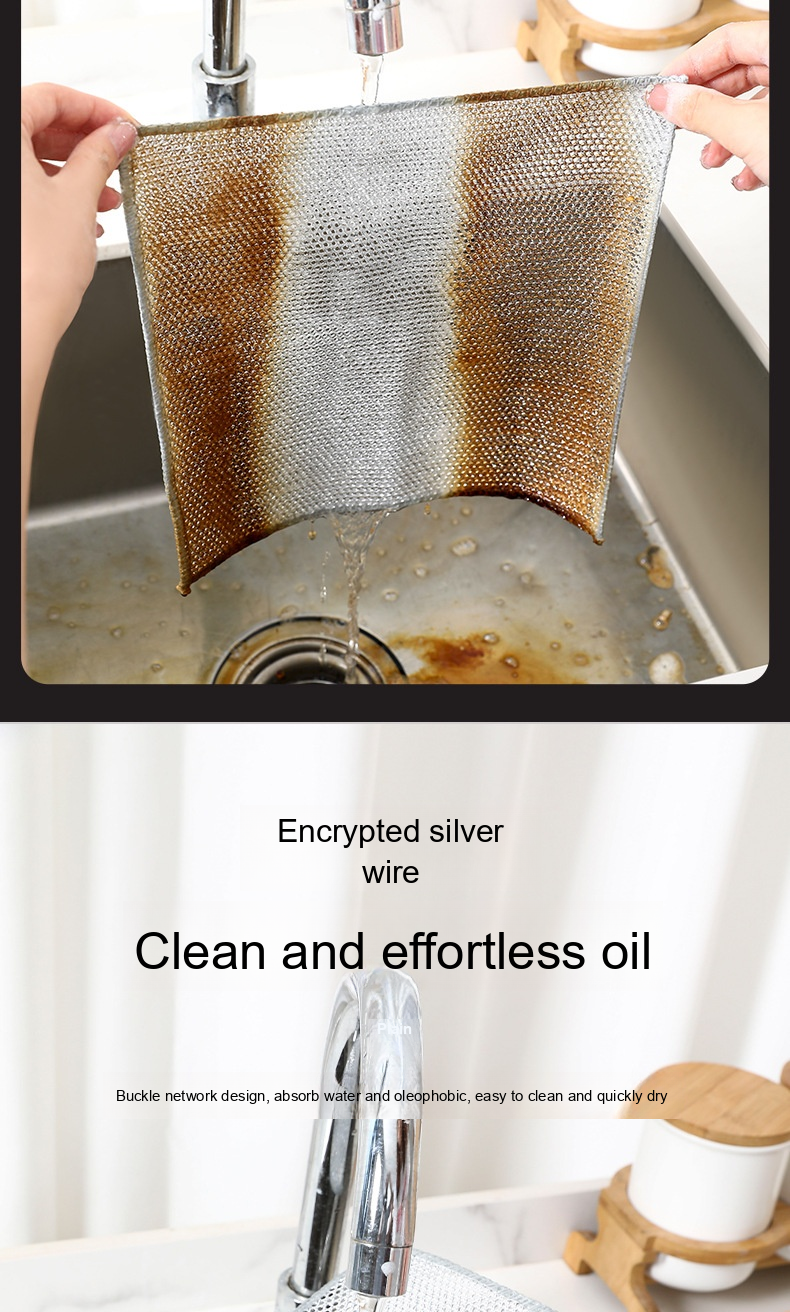 Encrypted silver
wire
Clean and effortless oil
Plain
Buckle network design, absorb water and oleophobic, easy to clean and quickly dry